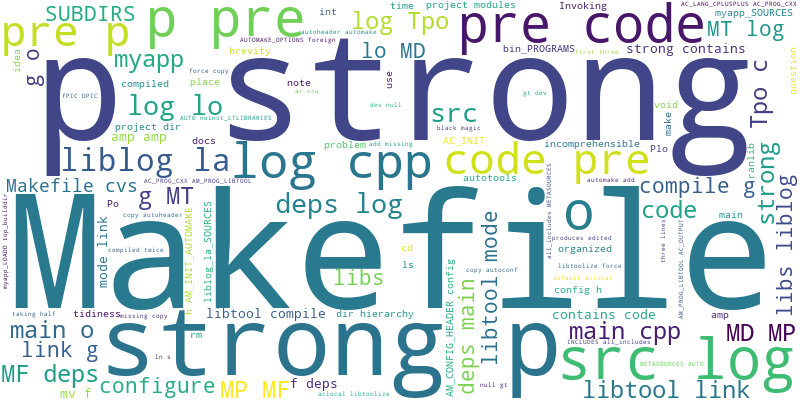 SUBDIRS
pre p
p pre
int
time
project modules
Invoking
AC_LANG_CPLUSPLUS AC_PROG_CXX
myapp_SOURCES
autoheader automake
log Tpo
pre code
MT log
AUTOMAKE_OPTIONS foreign
brevity
bin_PROGRAMS
strong contains
first three
idea
g o
myapp
lo MD
p strong
force copy
compiled
place
use
note
ar cru
gt dev
Tpo c
question
fPIC DPIC
log lo
AUTO noinst_LTLIBRARIES
dev null
src
black magic
void
make
project dir
amp amp
docs
problem
add missing
AC_INIT
incomprehensible
Plo
ranlib
liblog la
log cpp
code pre
strong
Makefile cvs
AC_PROG_CXX AM_PROG_LIBTOOL
autotools
automake add
compile g
g MT
deps log
o
code
main
libs liblog
myapp_LDADD top_builddir
Po
copy autoheader
mode link
compiled twice
h AM_INIT_AUTOMAKE
liblog_la_SOURCES
cd
ls
libs
copy autoconf
libtool mode
all_includes METASOURCES
produces edited
organized
libtoolize force
default aclocal
config h
three lines
AM_PROG_LIBTOOL AC_OUTPUT
Makefile
taking half
tidiness
missing copy
libtool compile
dir hierarchy
AM_CONFIG_HEADER config
contains code
amp
main o
rm
strong p
deps main
main cpp
MD MP
link g
ln s
INCLUDES all_includes
src log
METASOURCES AUTO
MF deps
mv f
configure
MP MF
f deps
aclocal libtoolize
null gt
libtool link